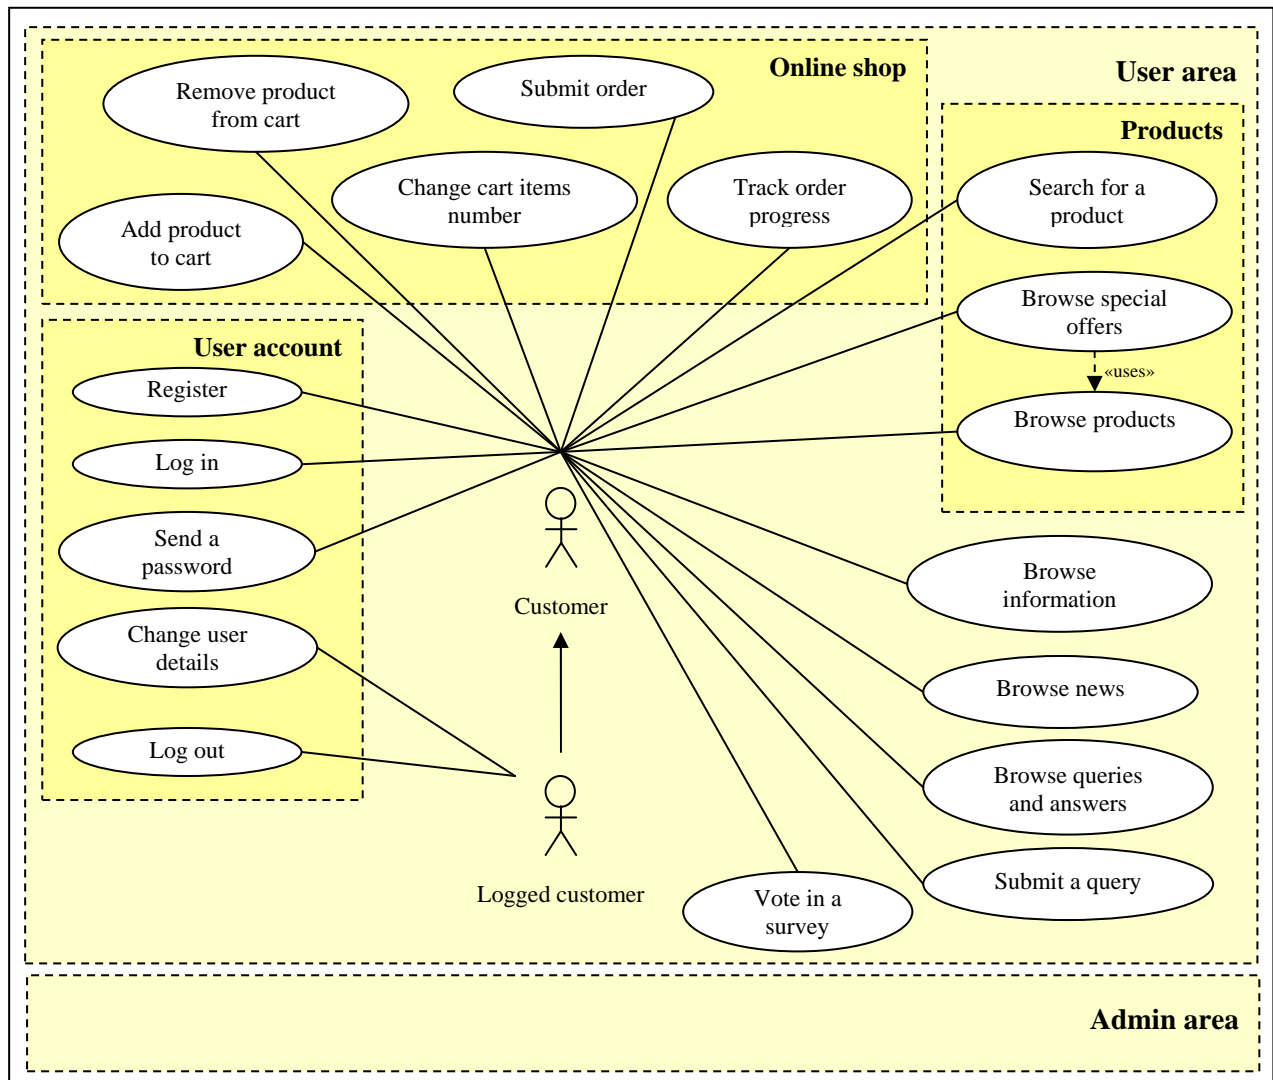 Online shop
User area
Remove product
from cart
Submit order
Products
Change cart items
number
Track order
progress
Search for a
product
Add product
to cart
Browse special
offers
User account
«uses»
Register
Browse products
Log in
Send a
password
Browse
information
Customer
Change user
details
Browse news
Log out
Browse queries
and answers
Logged customer
Vote in a
survey
Submit a query
Admin area